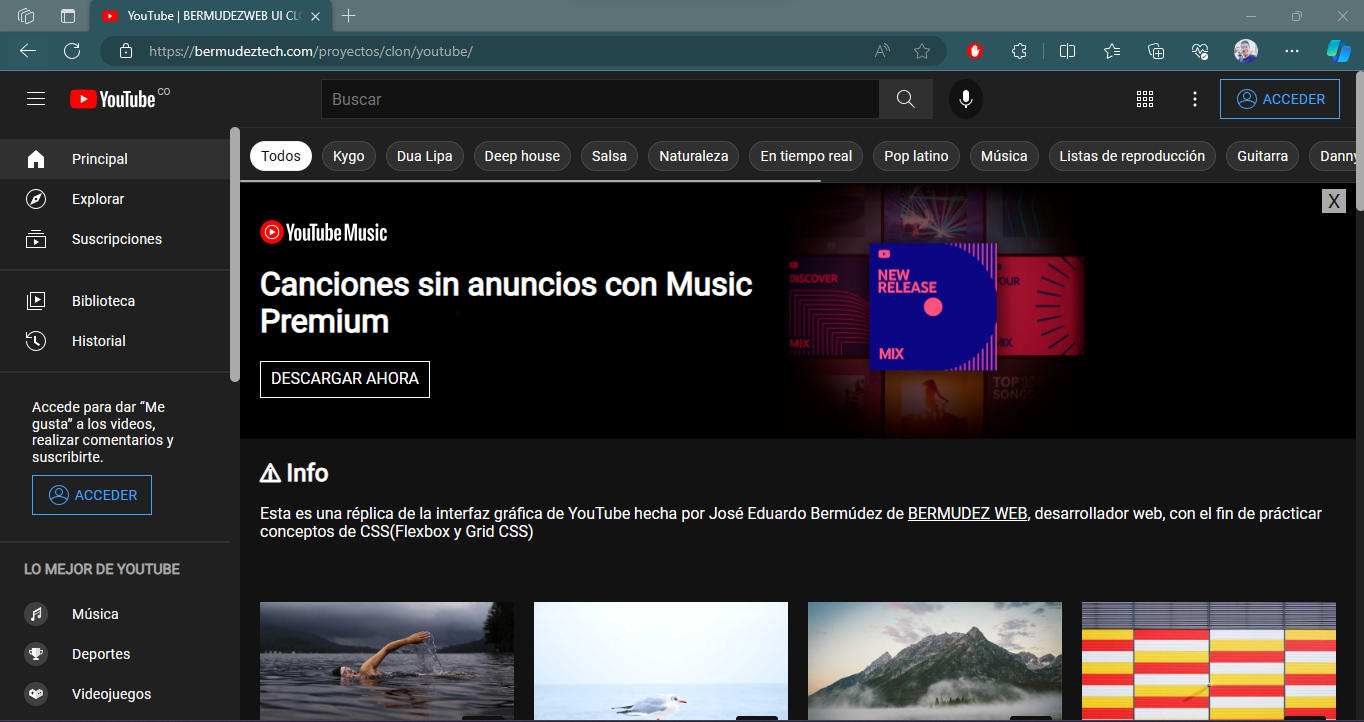 YouTube | BERMUDEZWEB UI CL
https://bermudeztech.com/proyectos/clon/youtube/
YouTube CO
Buscar
ACCEDER
Principal
Explorar
Suscripciones
Biblioteca
Historial
Accede para dar “Me
gusta” a los videos,
realizar comentarios y
suscribirte.
ACCEDER
LO MEJOR DE YOUTUBE
Música
Deportes
Videojuegos
Todos Kygo Dua Lipa Deep house Salsa Naturaleza En tiempo real Pop latino Música Listas de reproducción Guitarra Danny
X
YouTube Music
Canciones sin anuncios con Music
Premium
DESCARGAR AHORA
DISCOVER
MIX
NEW
RELEASE
MIX
YOUR
MIX
TOP
SONGS
⚠ Info
Esta es una réplica de la interfaz gráfica de YouTube hecha por José Eduardo Bermúdez de BERMUDEZ WEB, desarrollador web, con el fin de prácticar
conceptos de CSS(Flexbox y Grid CSS)